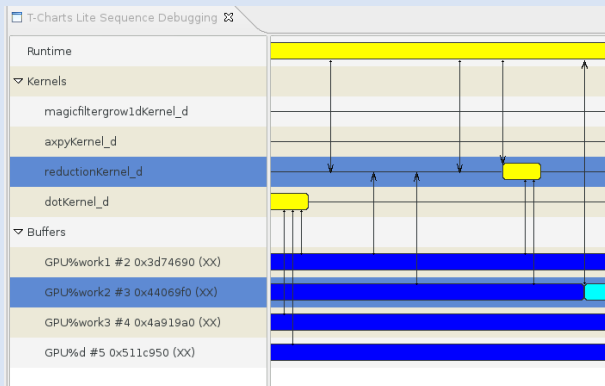 T-Charts Lite Sequence Debugging
Runtime
Kernels
magicfiltergrow1dKernel_d
axpyKernel_d
reductionKernel_d
dotKernel_d
Buffers
GPU%work1 #2 0x3d74690 (XX)
GPU%work2 #3 0x44069f0 (XX)
GPU%work3 #4 0x4a919a0 (XX)
GPU%d #5 0x511c950 (XX)